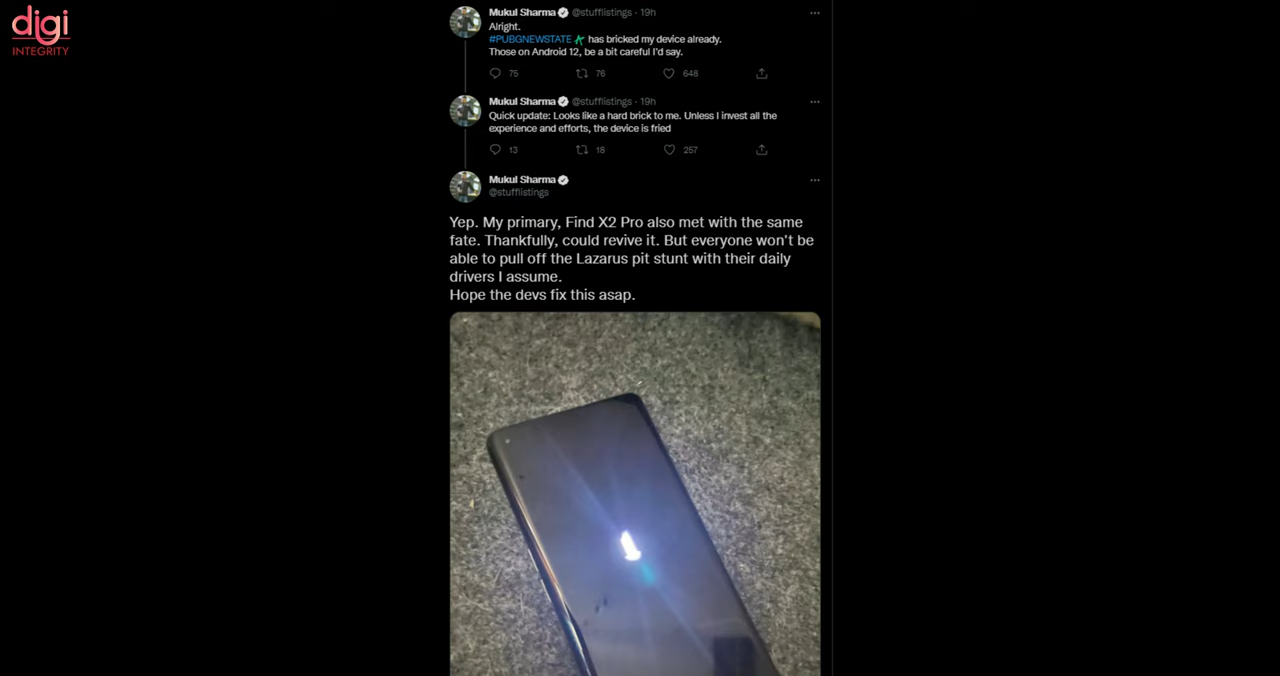 digi
INTEGRITY
Mukul Sharma @stufflistings · 19h
Alright.
#PUBGNEWSTATE has bricked my device already.
Those on Android 12, be a bit careful I'd say.
75 76 648
Mukul Sharma @stufflistings · 19h
Quick update: Looks like a hard brick to me. Unless I invest all the
experience and efforts, the device is fried
13 18 257
Mukul Sharma
@stufflistings
Yep. My primary, Find X2 Pro also met with the same
fate. Thankfully, could revive it. But everyone won't be
able to pull off the Lazarus pit stunt with their daily
drivers I assume.
Hope the devs fix this asap.